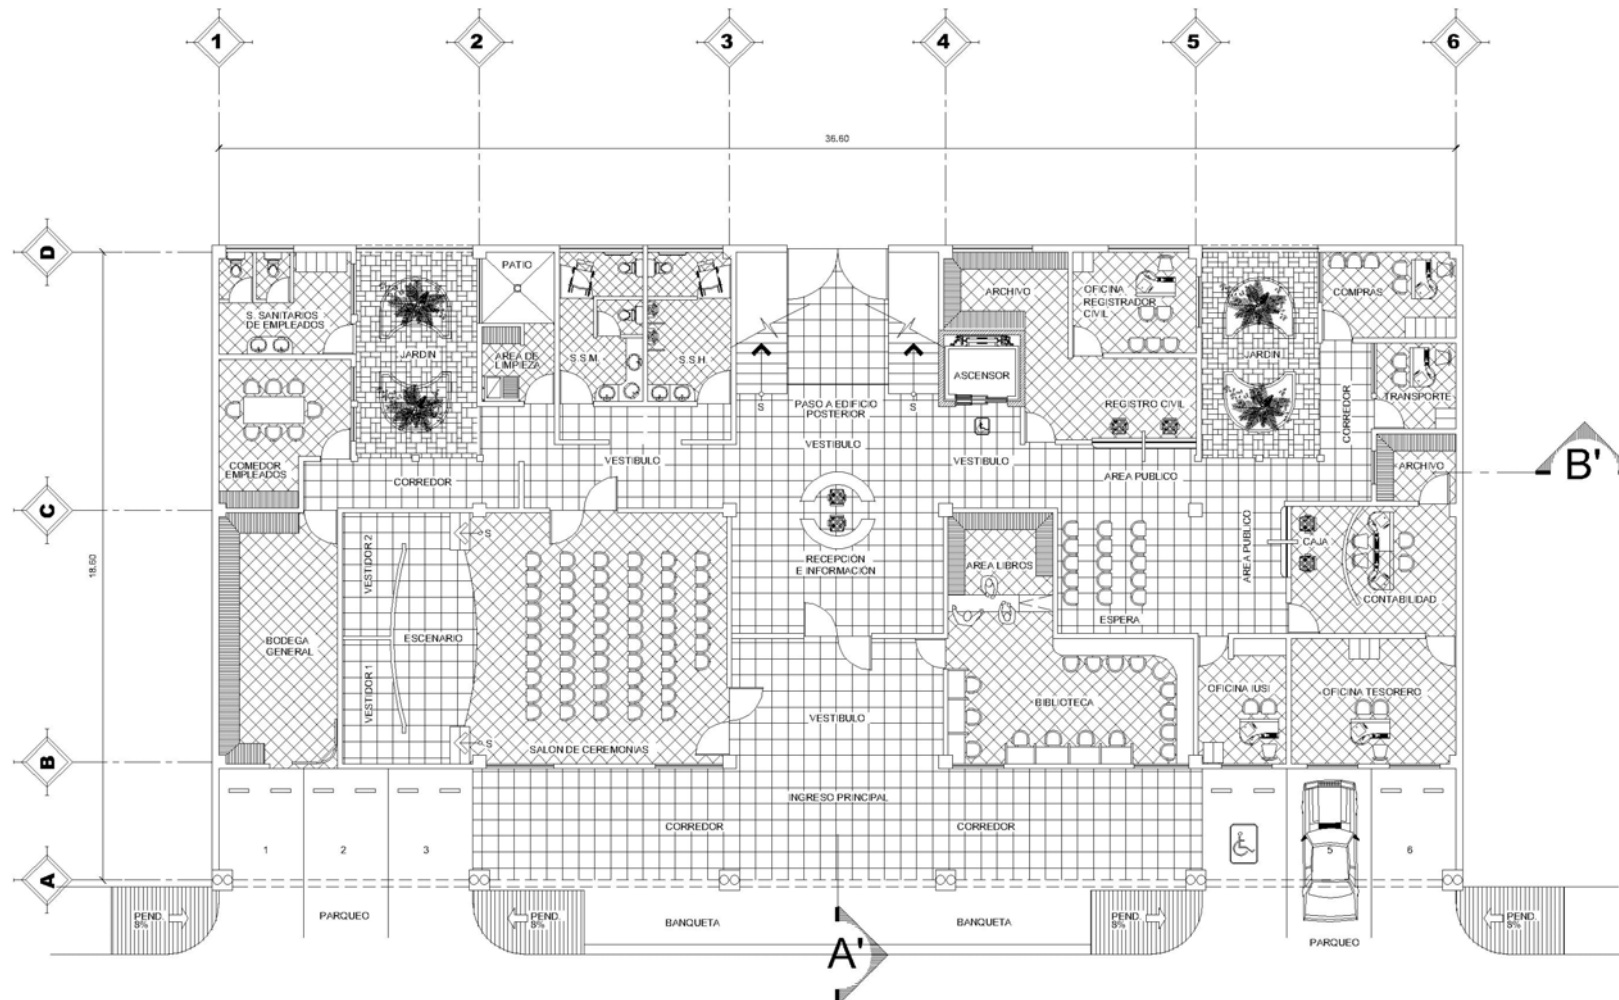 1 2 3 4 5 6
36.60
D
C
B
A
18.60
PATIO
ARCHIVO
OFICINA
REGISTRADOR
CIVIL
COMPRAS
S. SANITARIOS
DE EMPLEADOS
JARDIN
AREA DE
LIMPIEZA
S.S.M.
S.S.H.
JARDIN
ASCENSOR
TRANSPORTE
S
S
PASO A EDIFICIO
POSTERIOR
REGISTRO CIVIL
CORREDOR
COMEDOR
EMPLEADOS
CORREDOR
VESTIBULO
VESTIBULO
VESTIBULO
AREA PUBLICO
ARCHIVO
B'
VESTIDOR 2
S
RECEPCION
E INFORMACION
AREA LIBROS
AREA PUBLICO
CAJA
CONTABILIDAD
ESPERA
BODEGA
GENERAL
ESCENARIO
VESTIDOR 1
S
SALON DE CEREMONIAS
VESTIBULO
BIBLIOTECA
OFICINA IUSI
OFICINA TESORERO
INGRESO PRINCIPAL
CORREDOR
CORREDOR
1
2
3
5
6
PEND.
8%
PARQUEO
PEND.
8%
BANQUETA
BANQUETA
PEND.
8%
PARQUEO
PEND.
8%
A'